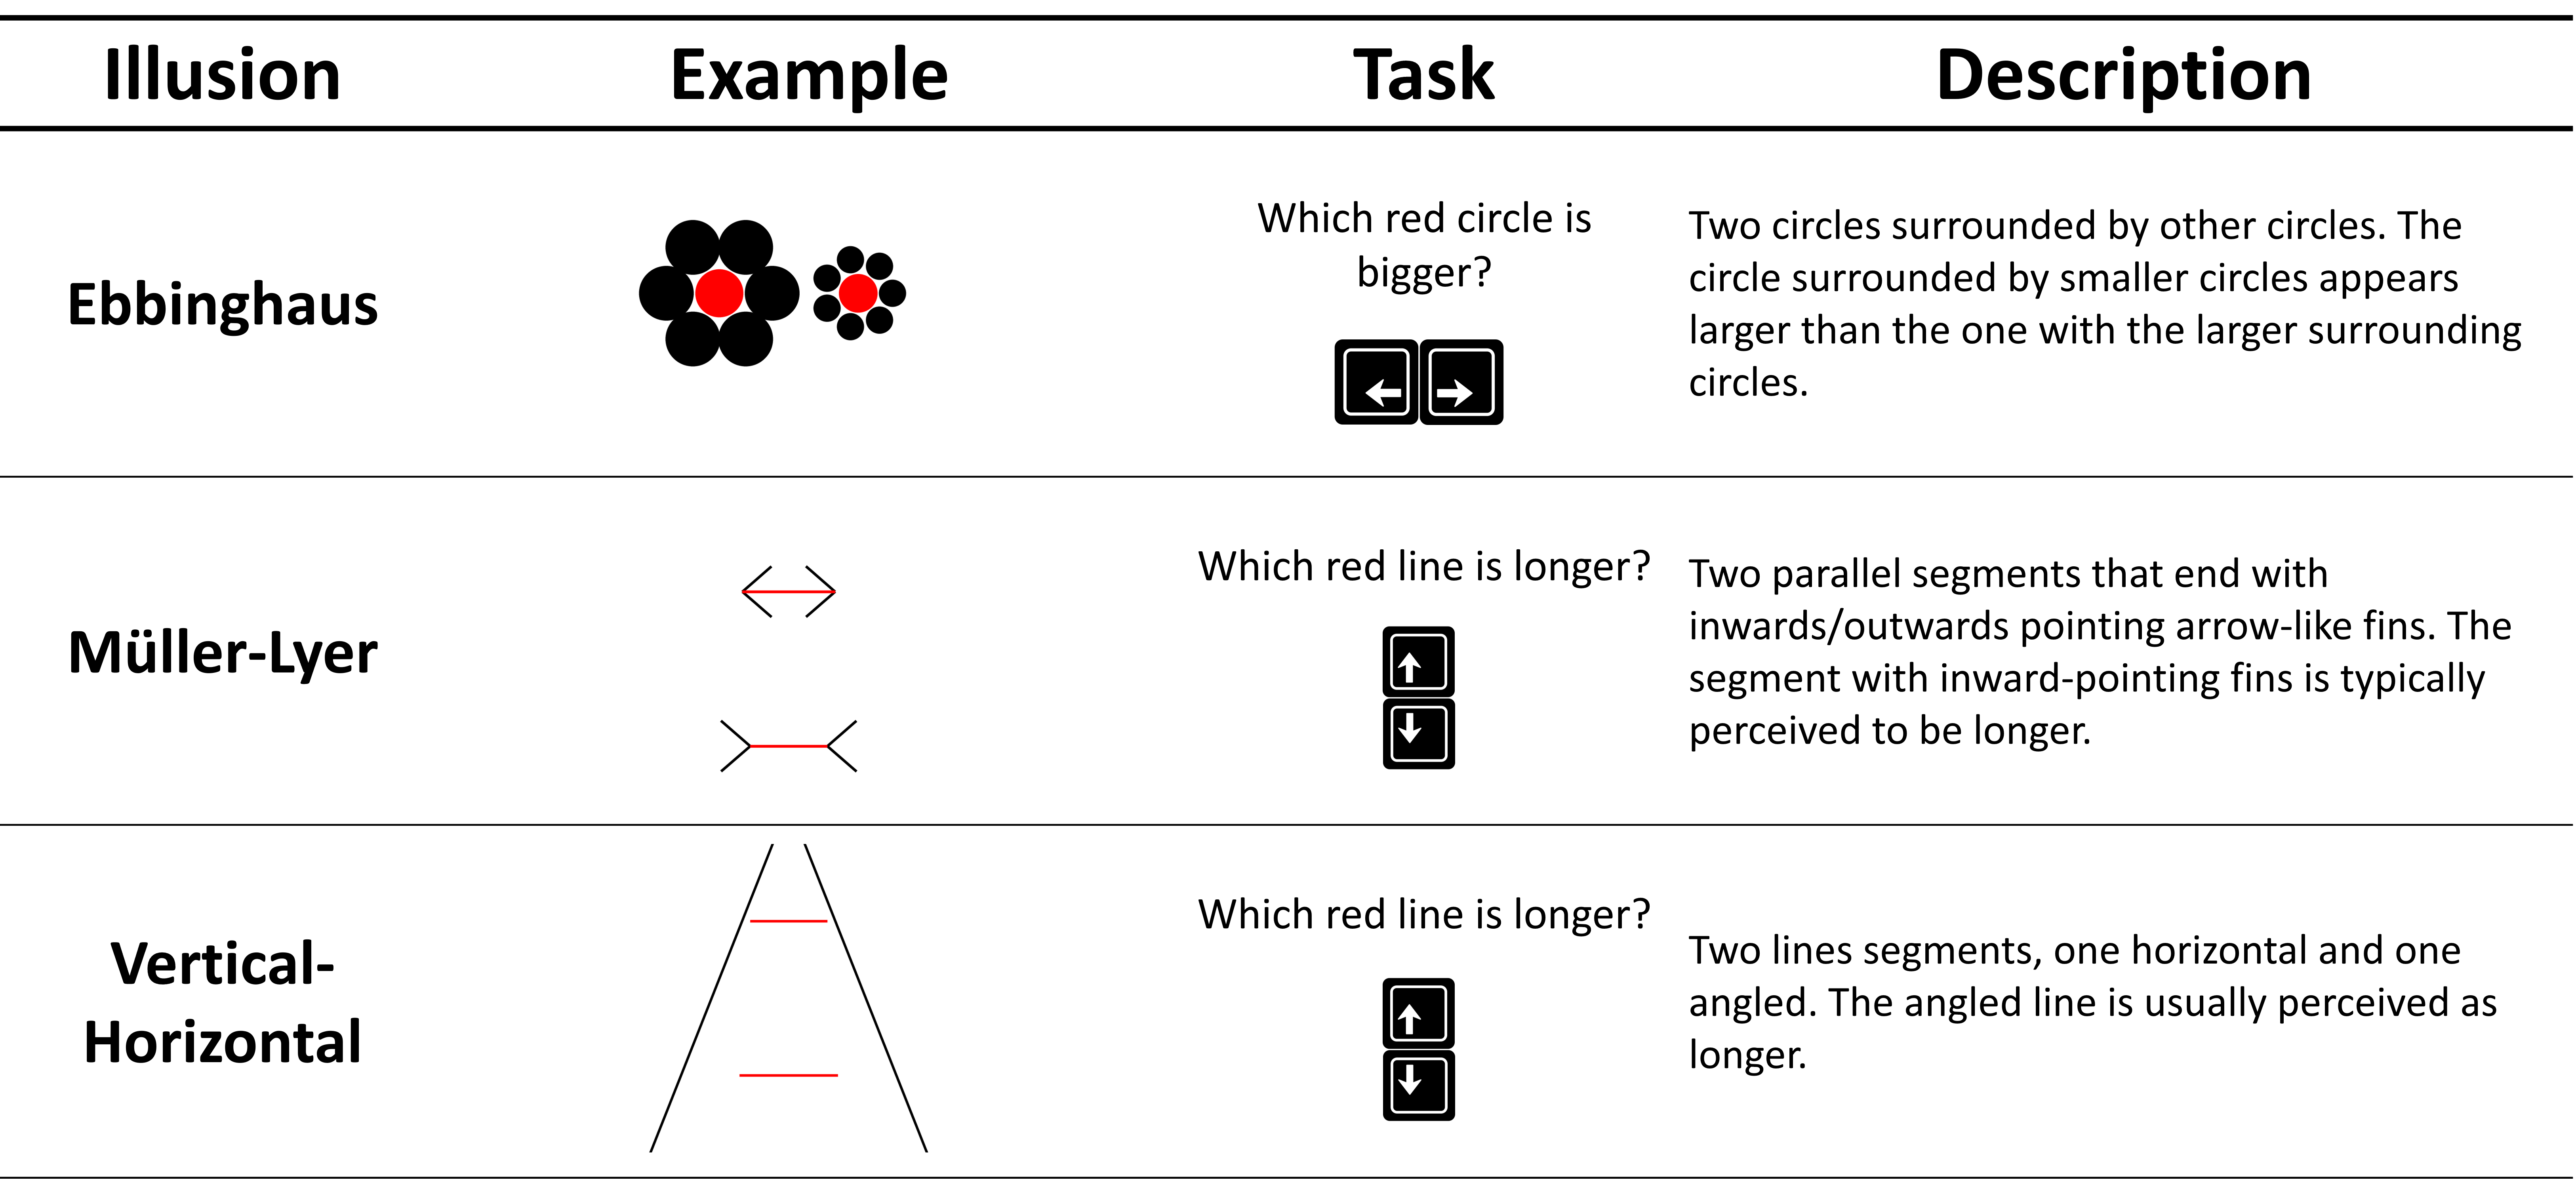 Illusion Example Task Description
Ebbinghaus
Which red circle is
bigger?
Two circles surrounded by other circles. The
circle surrounded by smaller circles appears
larger than the one with the larger surrounding
circles.
Müller-Lyer
Which red line is longer?
Two parallel segments that end with
inwards/outwards pointing arrow-like fins. The
segment with inward-pointing fins is typically
perceived to be longer.
Vertical-
Horizontal
Which red line is longer?
Two lines segments, one horizontal and one
angled. The angled line is usually perceived as
longer.